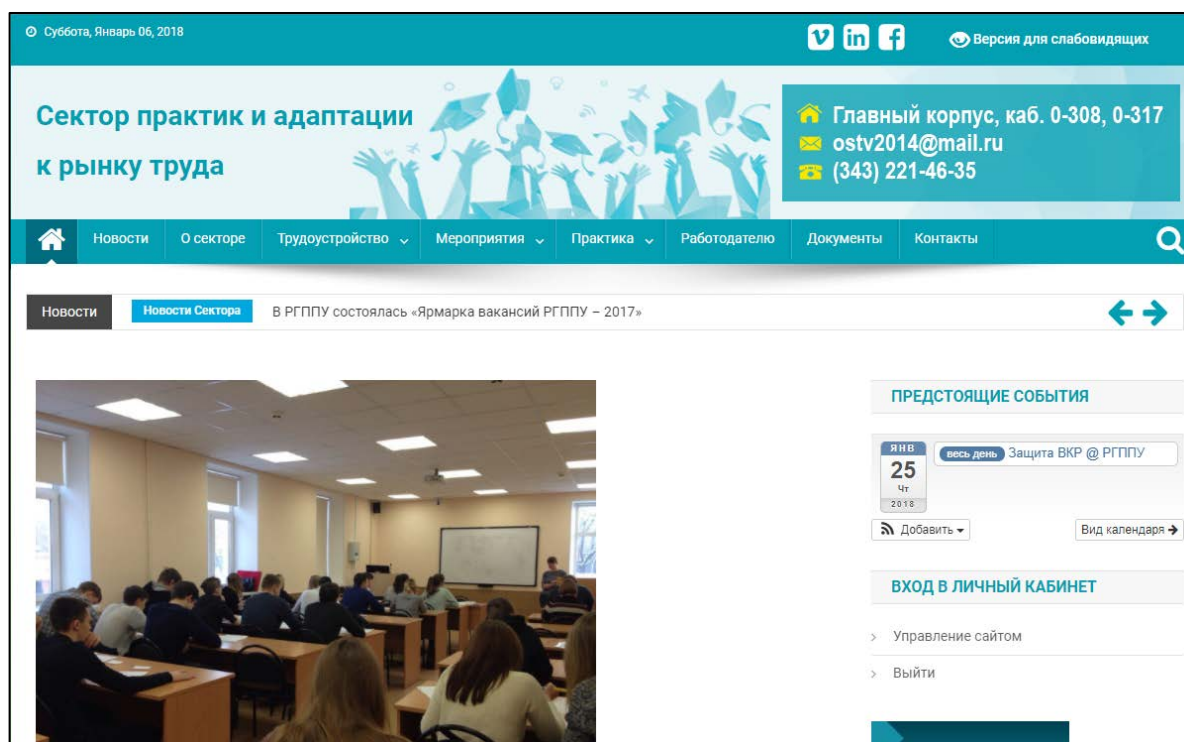 Суббота, Январь 06, 2018
Версия для слабовидящих
Сектор практик и адаптации
к рынку труда
Главный корпус, каб. 0-308, 0-317
ostv2014@mail.ru
(343) 221-46-35
Новости О секторе Трудоустройство Мероприятия Практика Работодателю Документы Контакты
Новости Новости Сектора В РГППУ состоялась «Ярмарка вакансий РГППУ – 2017»
ПРЕДСТОЯЩИЕ СОБЫТИЯ
ЯНВ
25
Чт
2018
весь день Защита ВКР @ РГППУ
Добавить Вид календаря
ВХОД В ЛИЧНЫЙ КАБИНЕТ
Управление сайтом
Выйти